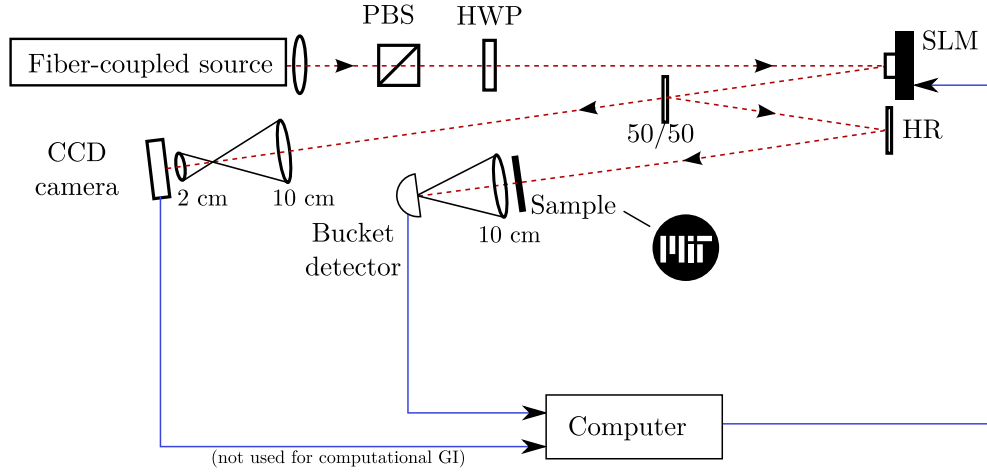 PBS
HWP
SLM
Fiber-coupled source
50/50
HR
CCD
camera
2 cm
10 cm
Sample
10 cm
Bucket
detector
MIT
Computer
(not used for computational GI)